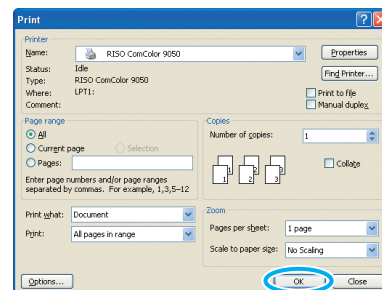 Print
Printer
Name: RISO ComColor 9050 Properties
Status: Idle
Type: RISO ComColor 9050 Find Printer...
Where: LPT1: Print to file
Comment: Manual duplex
Page range
All
Current page Selection
Pages:
Enter page numbers and/or page ranges
separated by commas. For example, 1,3,5–12
Copies
Number of copies: 1
1 1 2 2 3 3
Collate
Print what: Document
Print: All pages in range
Zoom
Pages per sheet: 1 page
Scale to paper size: No Scaling
Options... OK Close